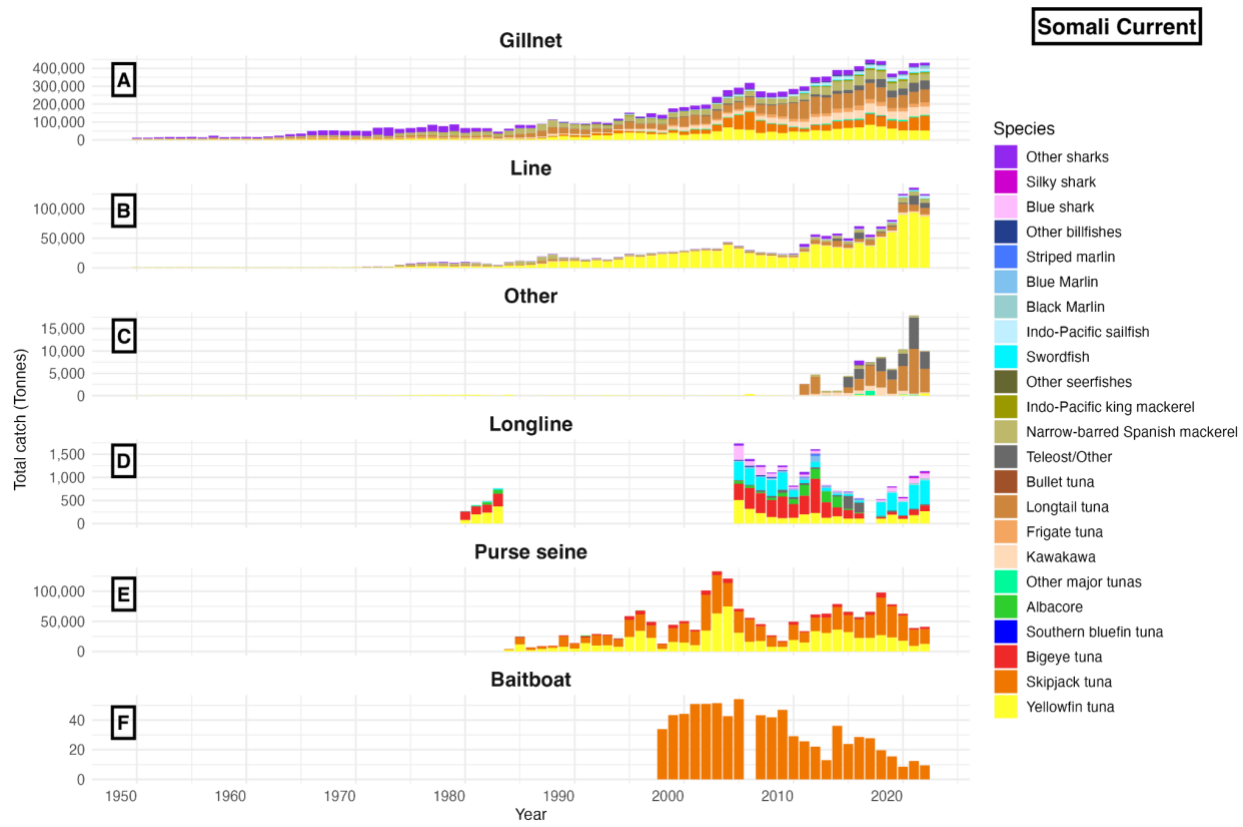 Somali Current
Gillnet
A
400,000
300,000
200,000
100,000
0
Line
B
100,000
50,000
0
Other
C
15,000
10,000
5,000
0
Longline
D
1,500
1,000
500
0
Purse seine
E
100,000
50,000
0
Baitboat
F
40
20
0
1950 1960 1970 1980 1990 2000 2010 2020
Year
Total catch (Tonnes)
Species
Other sharks
Silky shark
Blue shark
Other billfishes
Striped marlin
Blue Marlin
Black Marlin
Indo-Pacific sailfish
Swordfish
Other seerfishes
Indo-Pacific king mackerel
Narrow-barred Spanish mackerel
Teleost/Other
Bullet tuna
Longtail tuna
Frigate tuna
Kawakawa
Other major tunas
Albacore
Southern bluefin tuna
Bigeye tuna
Skipjack tuna
Yellowfin tuna